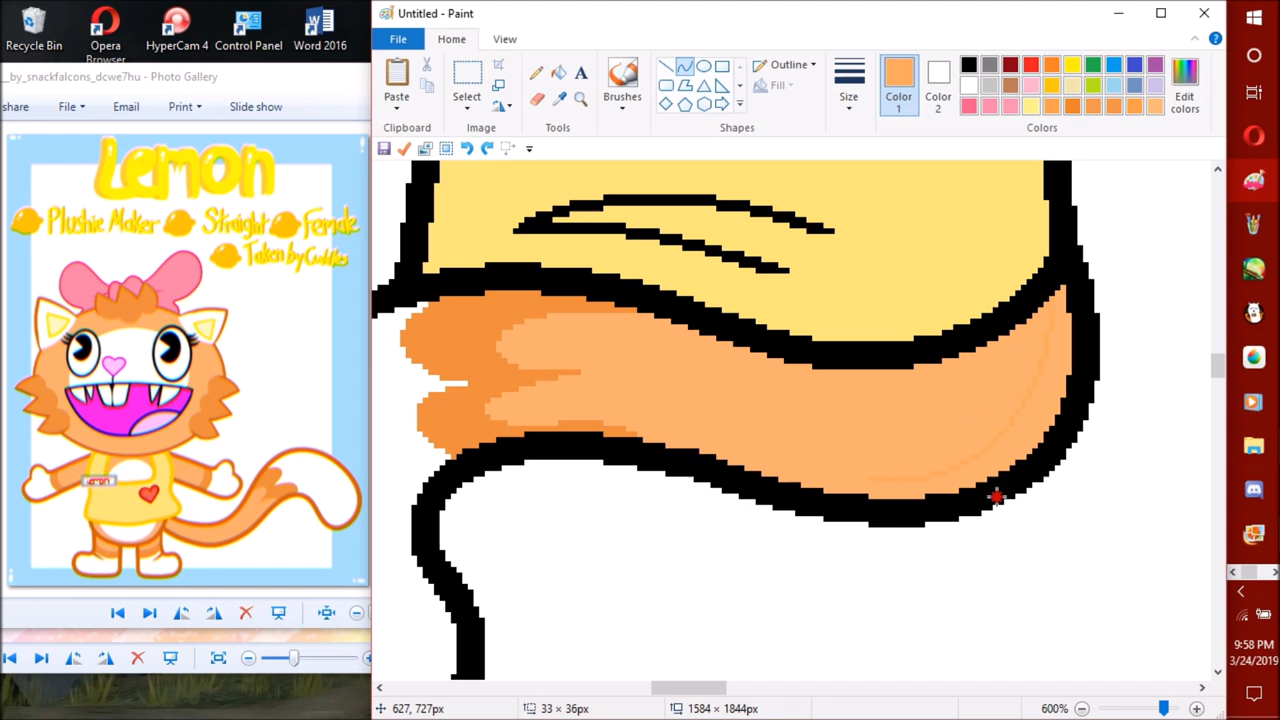 Recycle Bin
Opera Browser
HyperCam 4
Control Panel
Word 2016
_by_snackfalcons_dcwe7hu - Photo Gallery
share File Email Print Slide show
Lemon
Plushie Maker Straight Female
Taken by Cuddles
Lemon
Untitled - Paint
File Home View
Paste
Select
Brushes
Outline
Fill
Size
Color 1
Color 2
Edit colors
Clipboard Image Tools Shapes Colors
627, 727px 33 × 36px 1584 × 1844px 600%
9:58 PM
3/24/2019